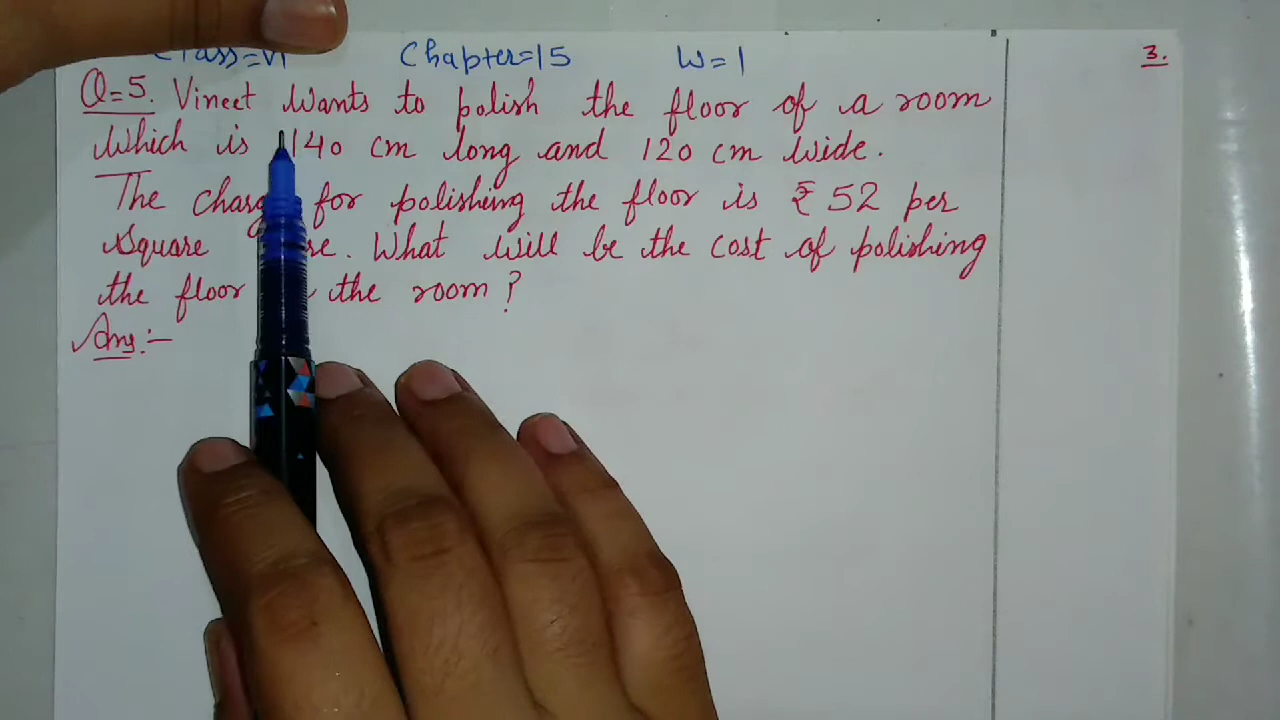 Class=VI Chapter=15 W=1
3.
Q=5. Vineet wants to polish the floor of a room
which is 140 cm long and 120 cm wide.
The for polishing the floor is ₹ 52 per
square What will be the cost of polishing
the floor the room?
Ans:-